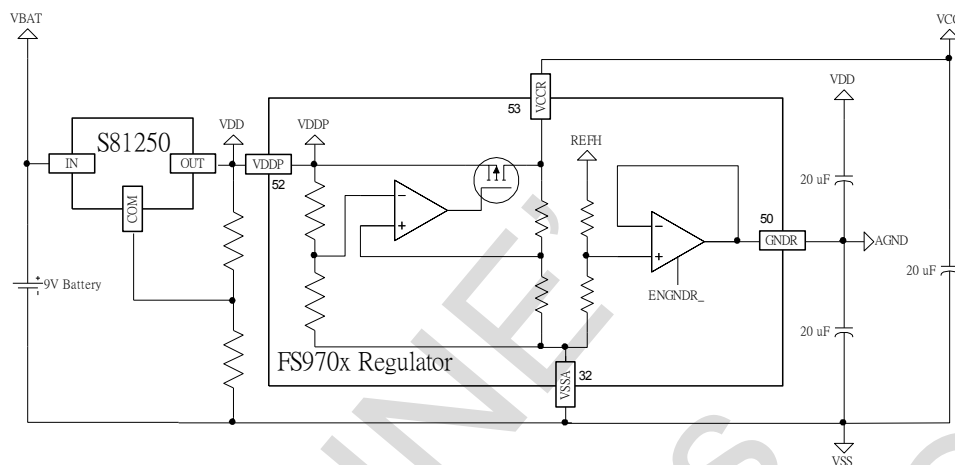 VBAT
VCC
VDD
VCCR
53
S81250
VDD
VDDP
IN
OUT
VDDP
52
REFH
COM
20 uF
50
GNDR
AGND
20 uF
9V Battery
ENGNDR_
20 uF
FS970x Regulator
VSSA
32
VSS